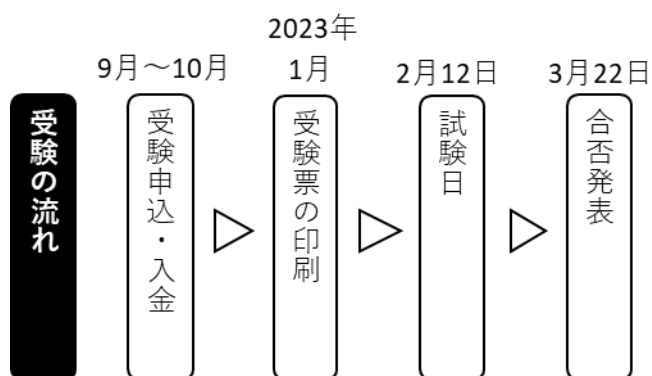 受験の流れ
9月～10月
受験申込・入金
2023年
1月
受験票の印刷
2月12日
試験日
3月22日
合否発表